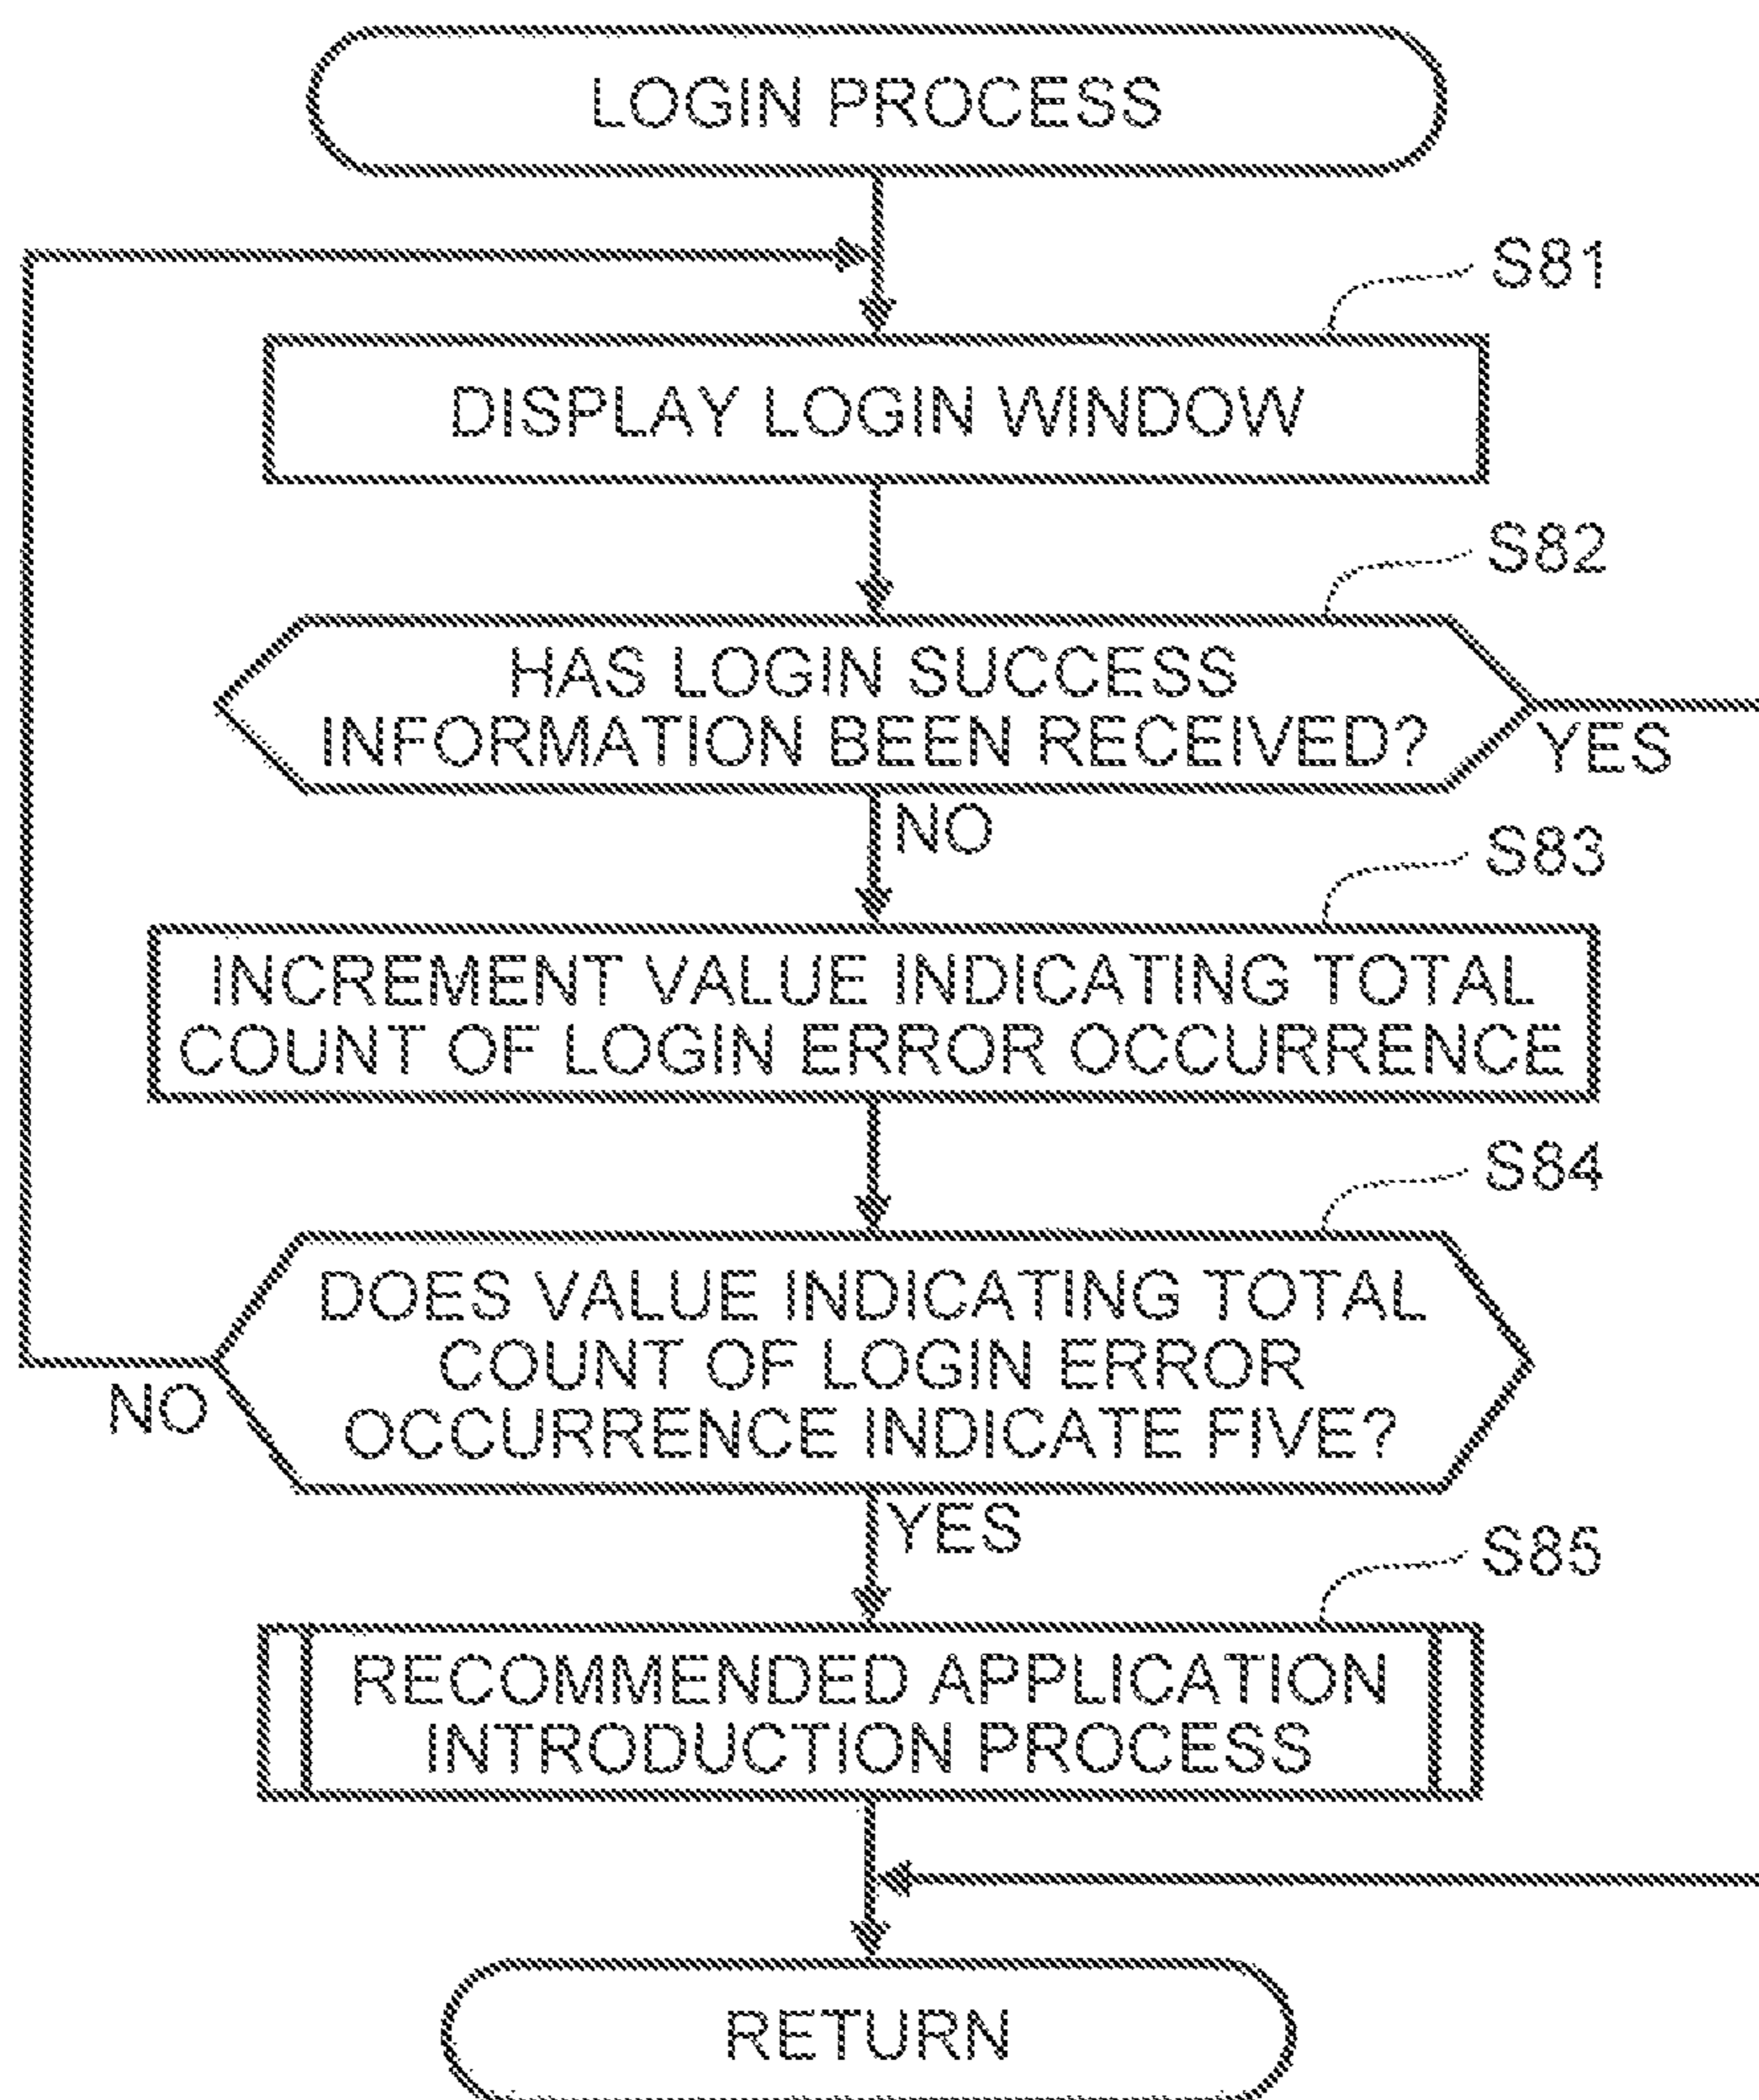 LOGIN PROCESS
S81
DISPLAY LOGIN WINDOW
S82
HAS LOGIN SUCCESS
INFORMATION BEEN RECEIVED?
YES
NO
S83
INCREMENT VALUE INDICATING TOTAL
COUNT OF LOGIN ERROR OCCURRENCE
S84
DOES VALUE INDICATING TOTAL
COUNT OF LOGIN ERROR
OCCURRENCE INDICATE FIVE?
NO
YES
S85
RECOMMENDED APPLICATION
INTRODUCTION PROCESS
RETURN